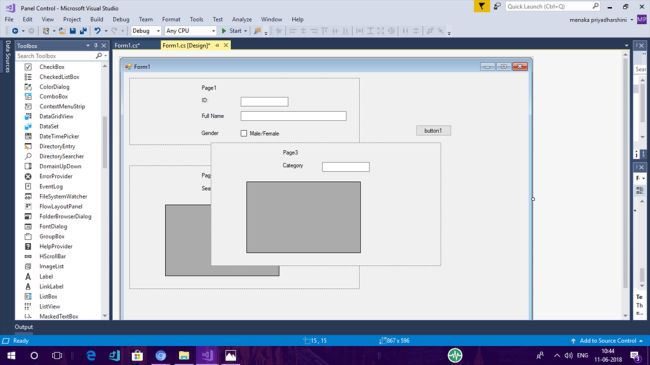 Panel Control - Microsoft Visual Studio
Quick Launch (Ctrl+Q)
File Edit View Project Build Debug Team Format Tools Test Analyze Window Help
menaka priyadharshini
MP
Debug Any CPU Start
Data Sources
Toolbox
Form1.cs* Form1.cs [Design]*
Search Toolbox
CheckBox
CheckedListBox
ColorDialog
ComboBox
ContextMenuStrip
DataGridView
DataSet
DateTimePicker
DirectoryEntry
DirectorySearcher
DomainUpDown
ErrorProvider
EventLog
FileSystemWatcher
FlowLayoutPanel
FolderBrowserDialog
FontDialog
GroupBox
HelpProvider
HScrollBar
ImageList
Label
LinkLabel
ListBox
ListView
MaskedTextBox
Form1
Page1
ID:
Full Name
Gender Male/Female
button1
Pag
Sea
Page3
Category
Te
Th
Output
Ready
15 , 15
867 x 596
Add to Source Control
ENG
10:44
11-06-2018
3